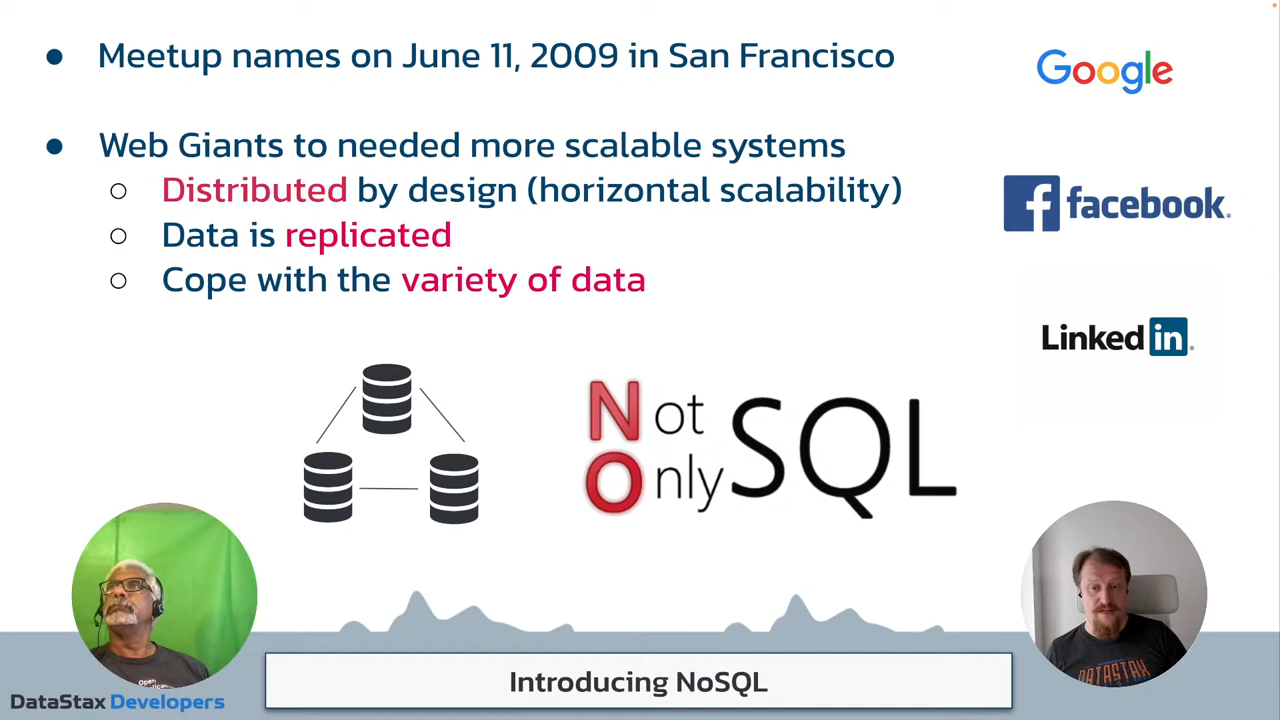 Meetup names on June 11, 2009 in San Francisco
Google
Web Giants to needed more scalable systems
Distributed by design (horizontal scalability)
facebook.
Data is replicated
Cope with the variety of data
Linked in
Not Only SQL
Open
DATASTAX
Introducing NoSQL
DataStax Developers